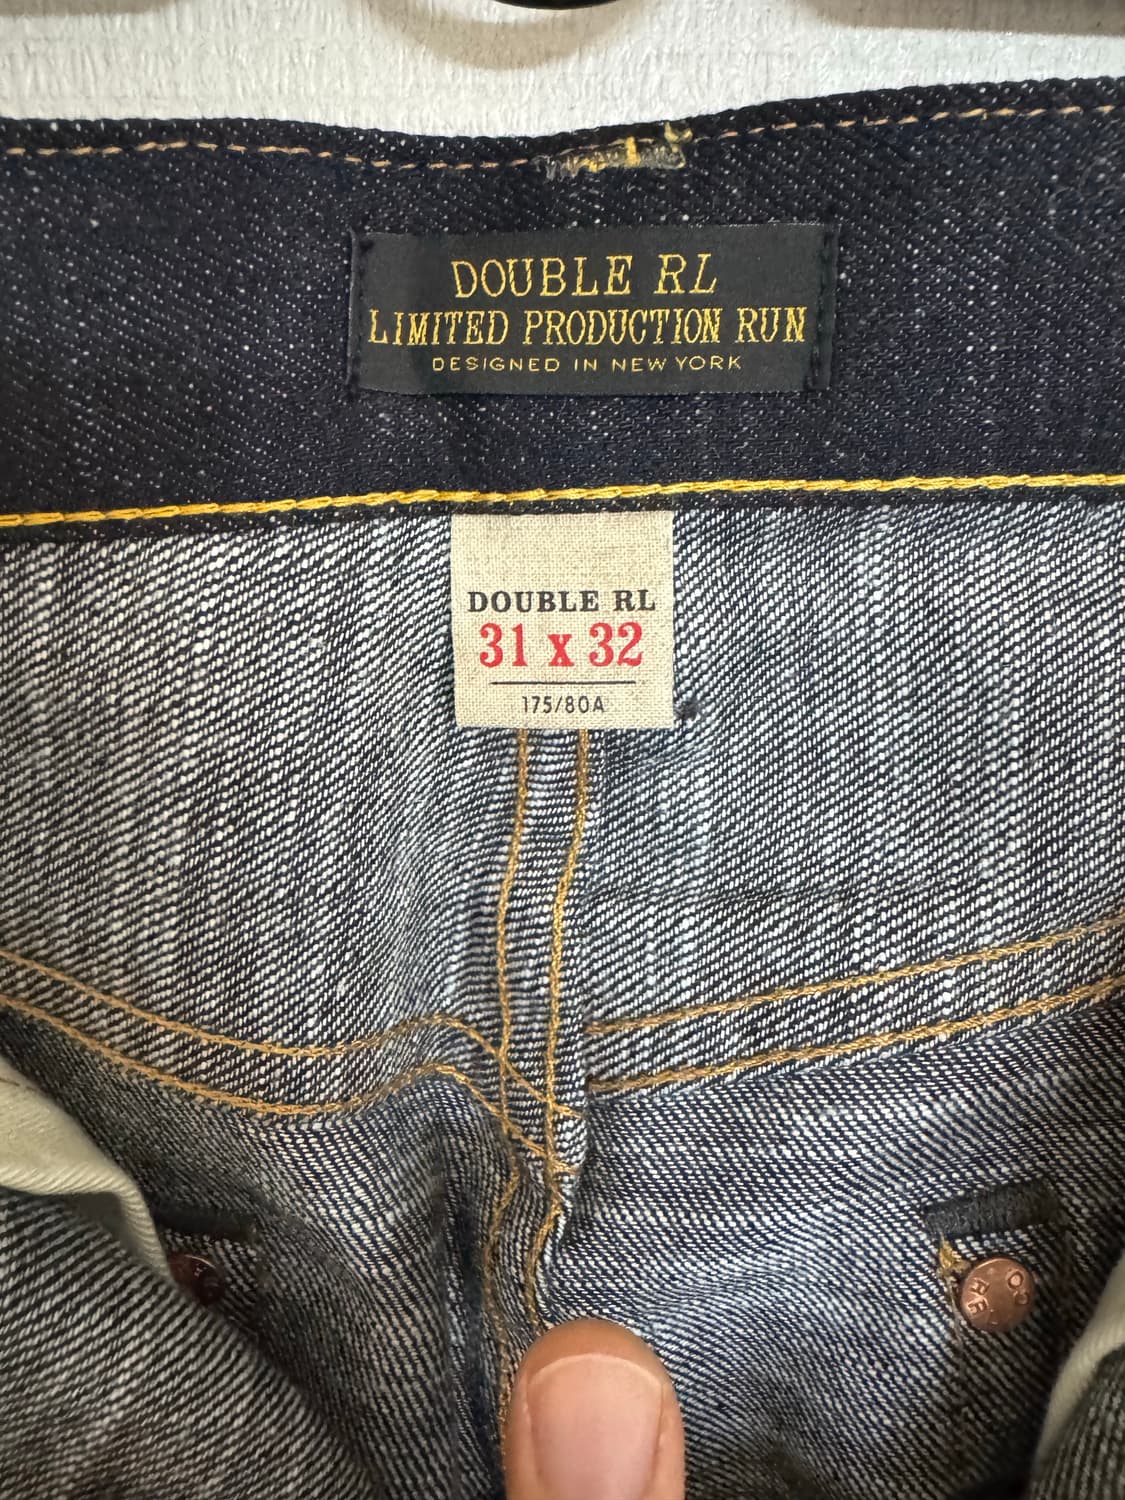 DOUBLE RL
LIMITED PRODUCTION RUN
DESIGNED IN NEW YORK
DOUBLE RL
31 x 32
175/80A